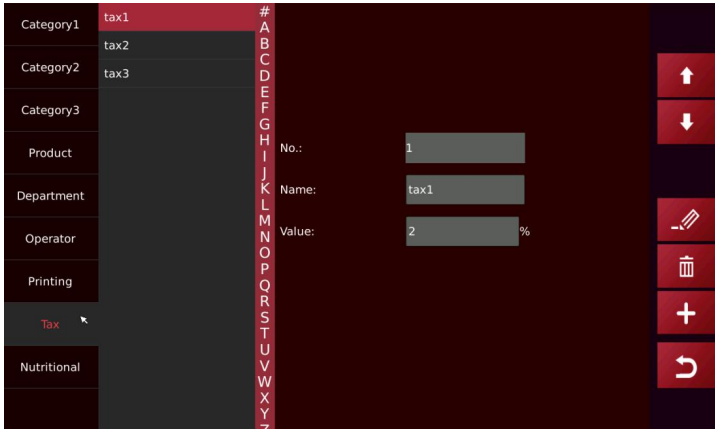 Category1
Category2
Category3
Product
Department
Operator
Printing
Tax
Nutritional
tax1
tax2
tax3
#
A
B
C
D
E
F
G
H
I
J
K
L
M
N
O
P
Q
R
S
T
U
V
W
X
Y
Z
No.: 1
Name: tax1
Value: 2 %